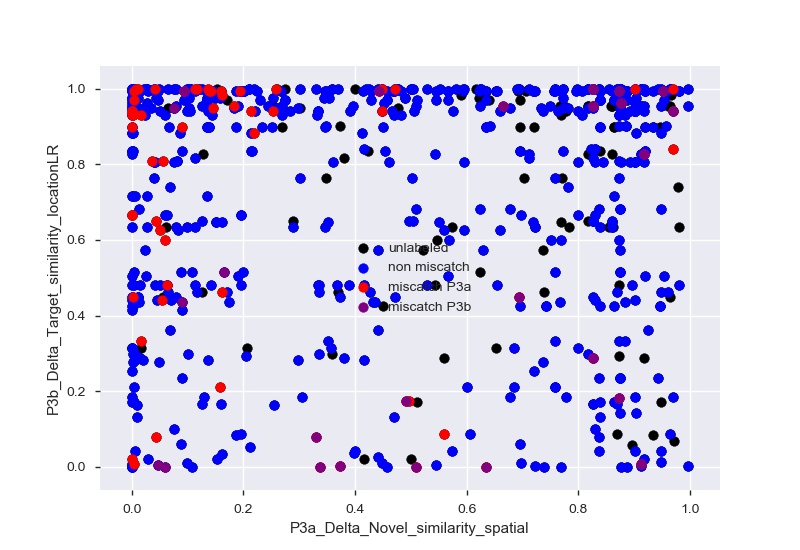 1.0
0.8
0.6
0.4
0.2
0.0
P3b_Delta_Target_similarity_locationLR
unlabeled
non miscatch
miscatch P3a
miscatch P3b
0.0 0.2 0.4 0.6 0.8 1.0
P3a_Delta_Novel_similarity_spatial